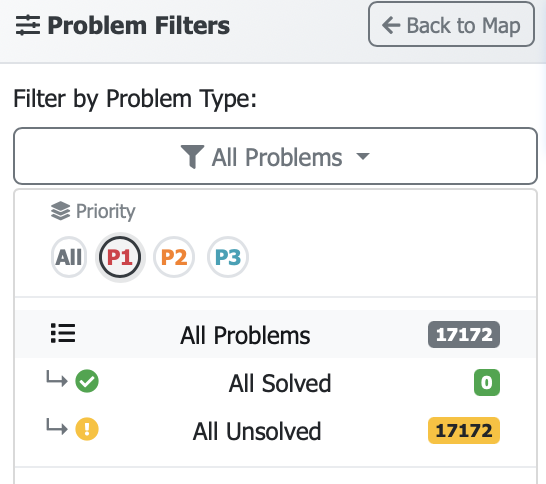 Problem Filters
Back to Map
Filter by Problem Type:
All Problems
Priority
All P1 P2 P3
All Problems 17172
All Solved 0
All Unsolved 17172